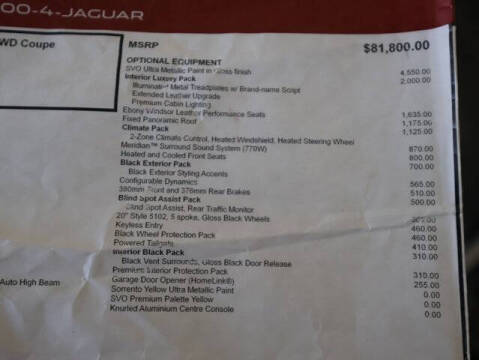 00-4-JAGUAR
WD Coupe
MSRP $81,800.00
OPTIONAL EQUIPMENT
SVO Ultra Metallic Paint in Gloss finish 4,550.00
Interior Luxury Pack 2,000.00
Illuminated Metal Treadplates w/ Brand-name Script
Extended Leather Upgrade
Premium Cabin Lighting
Ebony Windsor Leather Performance Seats 1,635.00
Fixed Panoramic Roof 1,175.00
Climate Pack 1,125.00
2-Zone Climate Control, Heated Windshield, Heated Steering Wheel
Meridian™ Surround Sound System (770W) 870.00
Heated and Cooled Front Seats 800.00
Black Exterior Pack 700.00
Black Exterior Styling Accents
Configurable Dynamics 565.00
380mm Front and 376mm Rear Brakes 510.00
Blind Spot Assist Pack 500.00
Blind Spot Assist, Rear Traffic Monitor
20" Style 5102, 5 spoke, Gloss Black Wheels
Keyless Entry 460.00
Black Wheel Protection Pack 460.00
Powered Tailgate 410.00
Interior Black Pack 310.00
Black Vent Surrounds, Gloss Black Door Release
Premium Interior Protection Pack 310.00
Garage Door Opener (HomeLink®) 255.00
Sorrento Yellow Ultra Metallic Paint 0.00
SVO Premium Palette Yellow 0.00
Knurled Aluminium Centre Console 0.00
Auto High Beam